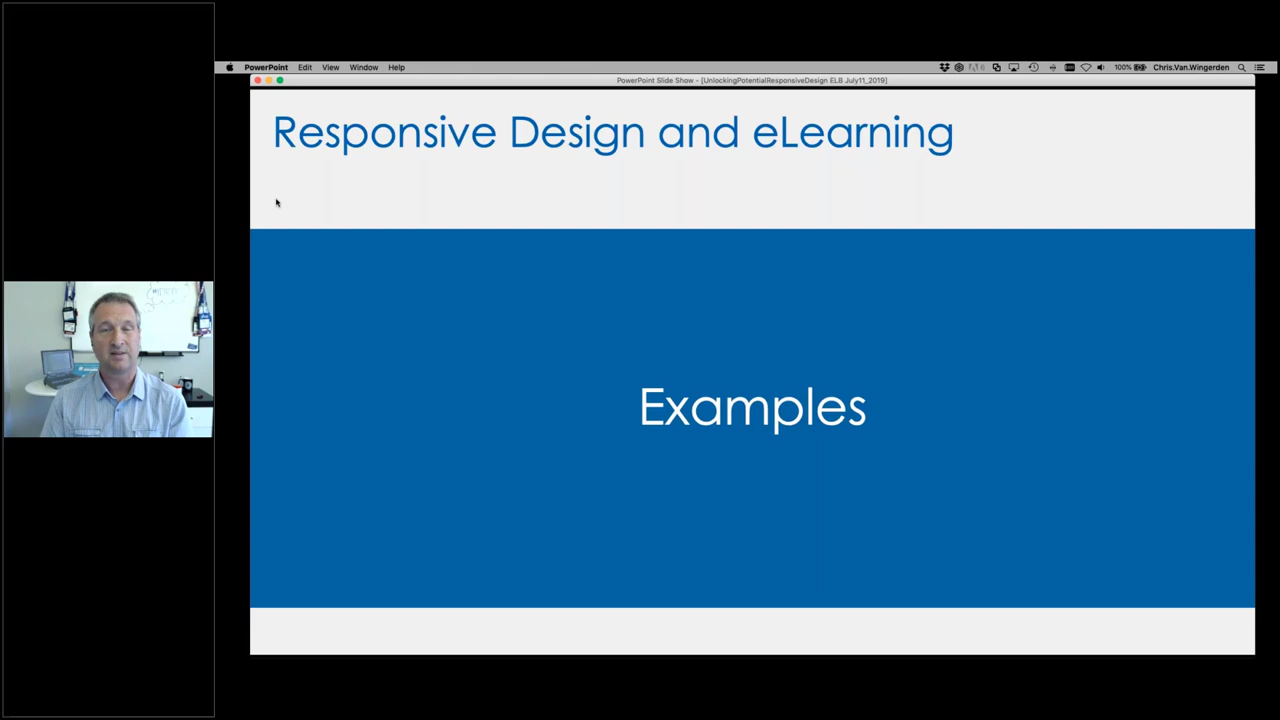 PowerPoint Edit View Window Help 100% Chris.Van.Wingerden
PowerPoint Slide Show - [UnlockingPotentialResponsiveDesign ELB July11_2019]
Responsive Design and eLearning
Examples